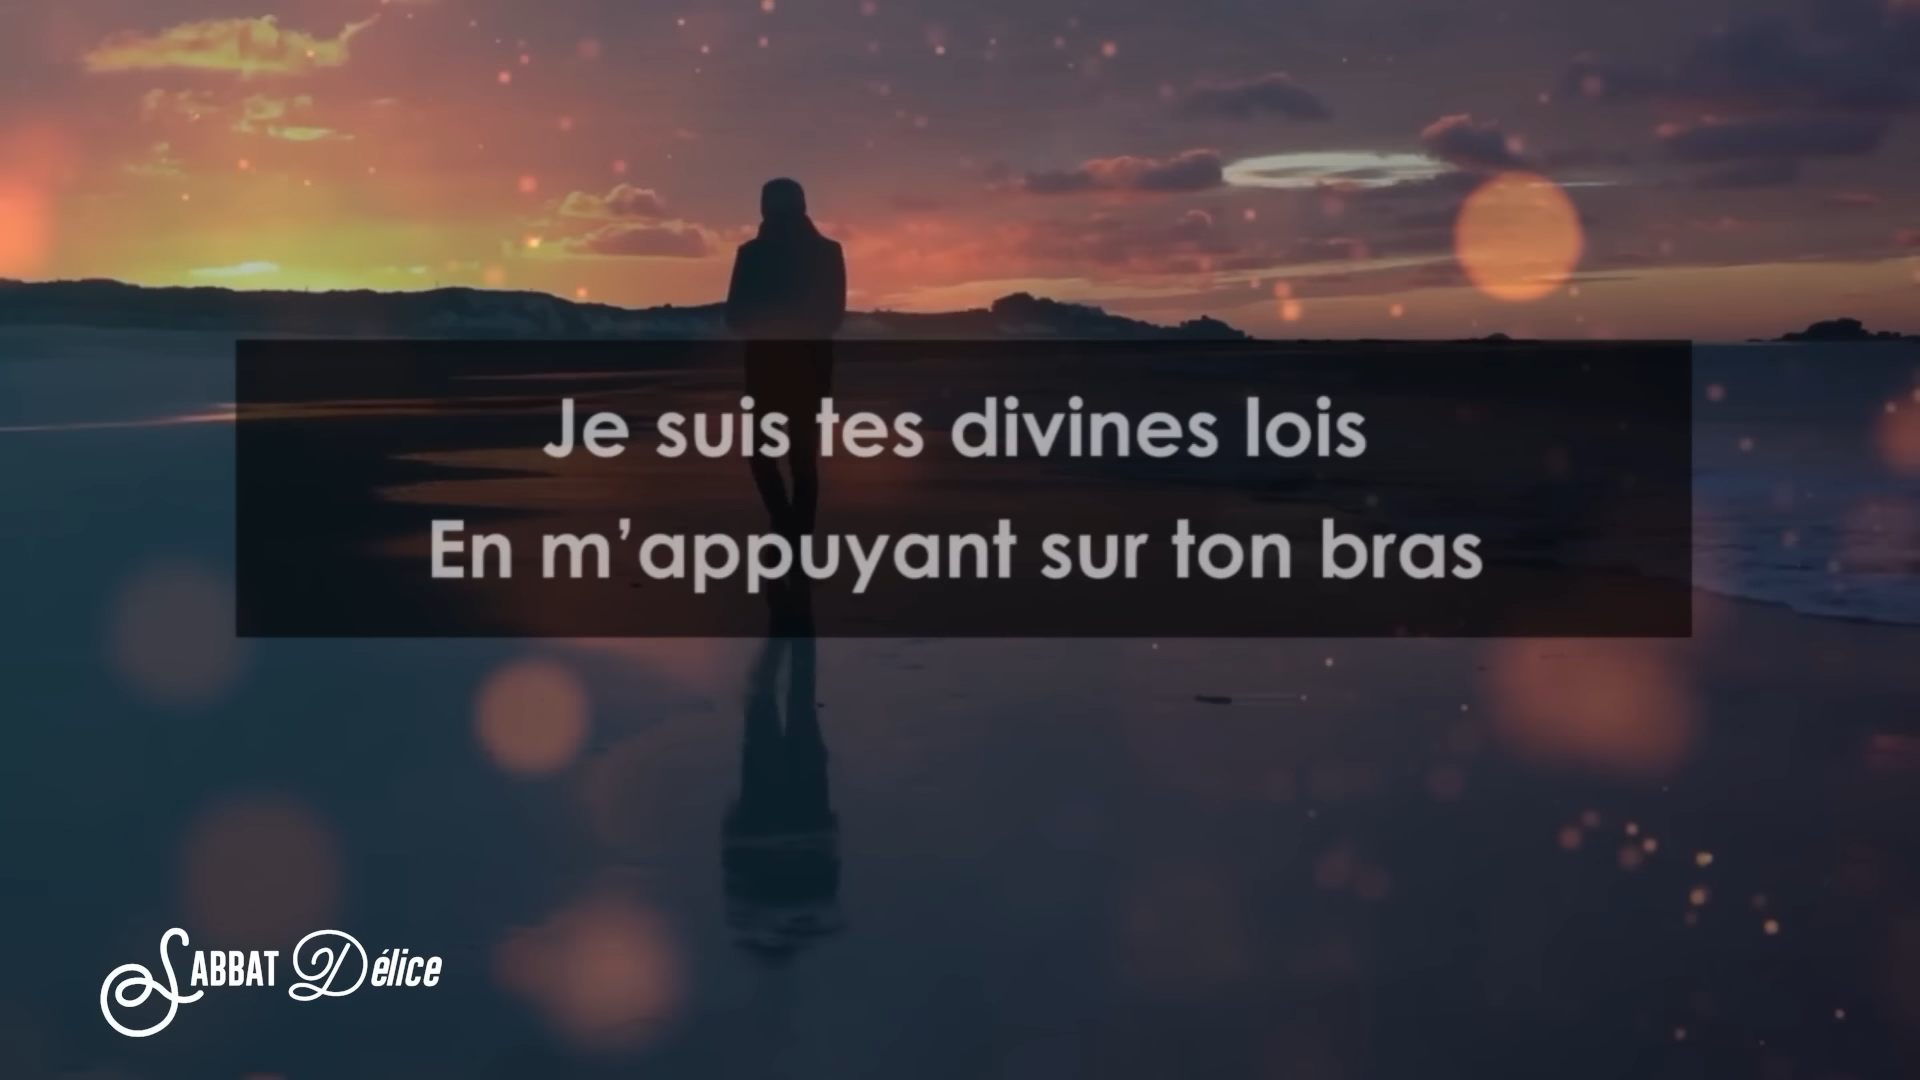 Je suis tes divines lois
En m’appuyant sur ton bras
SABBAT Délice